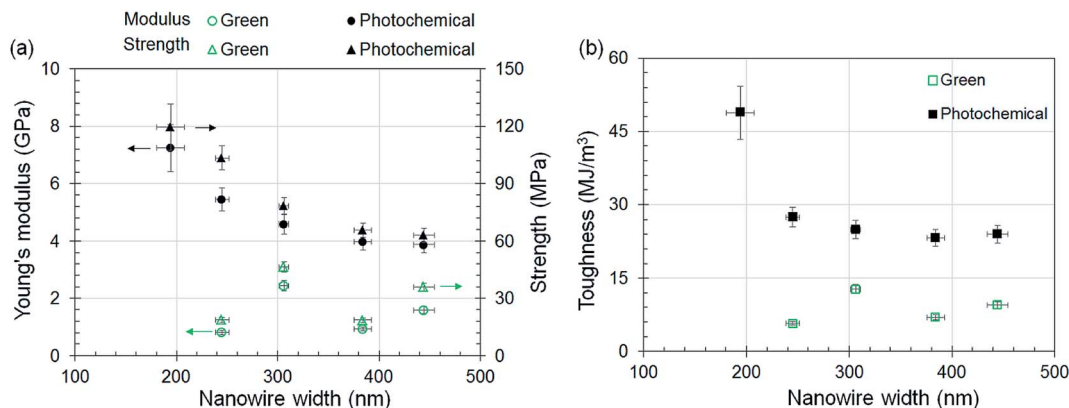 Modulus Green Photochemical
Strength Green Photochemical
(a)
Young's modulus (GPa)
10
8
6
4
2
0
150
120
90
60
30
0
Strength (MPa)
100 200 300 400 500
Nanowire width (nm)
(b)
Toughness (MJ/m³)
60
45
30
15
0
Green
Photochemical
100 200 300 400 500
Nanowire width (nm)